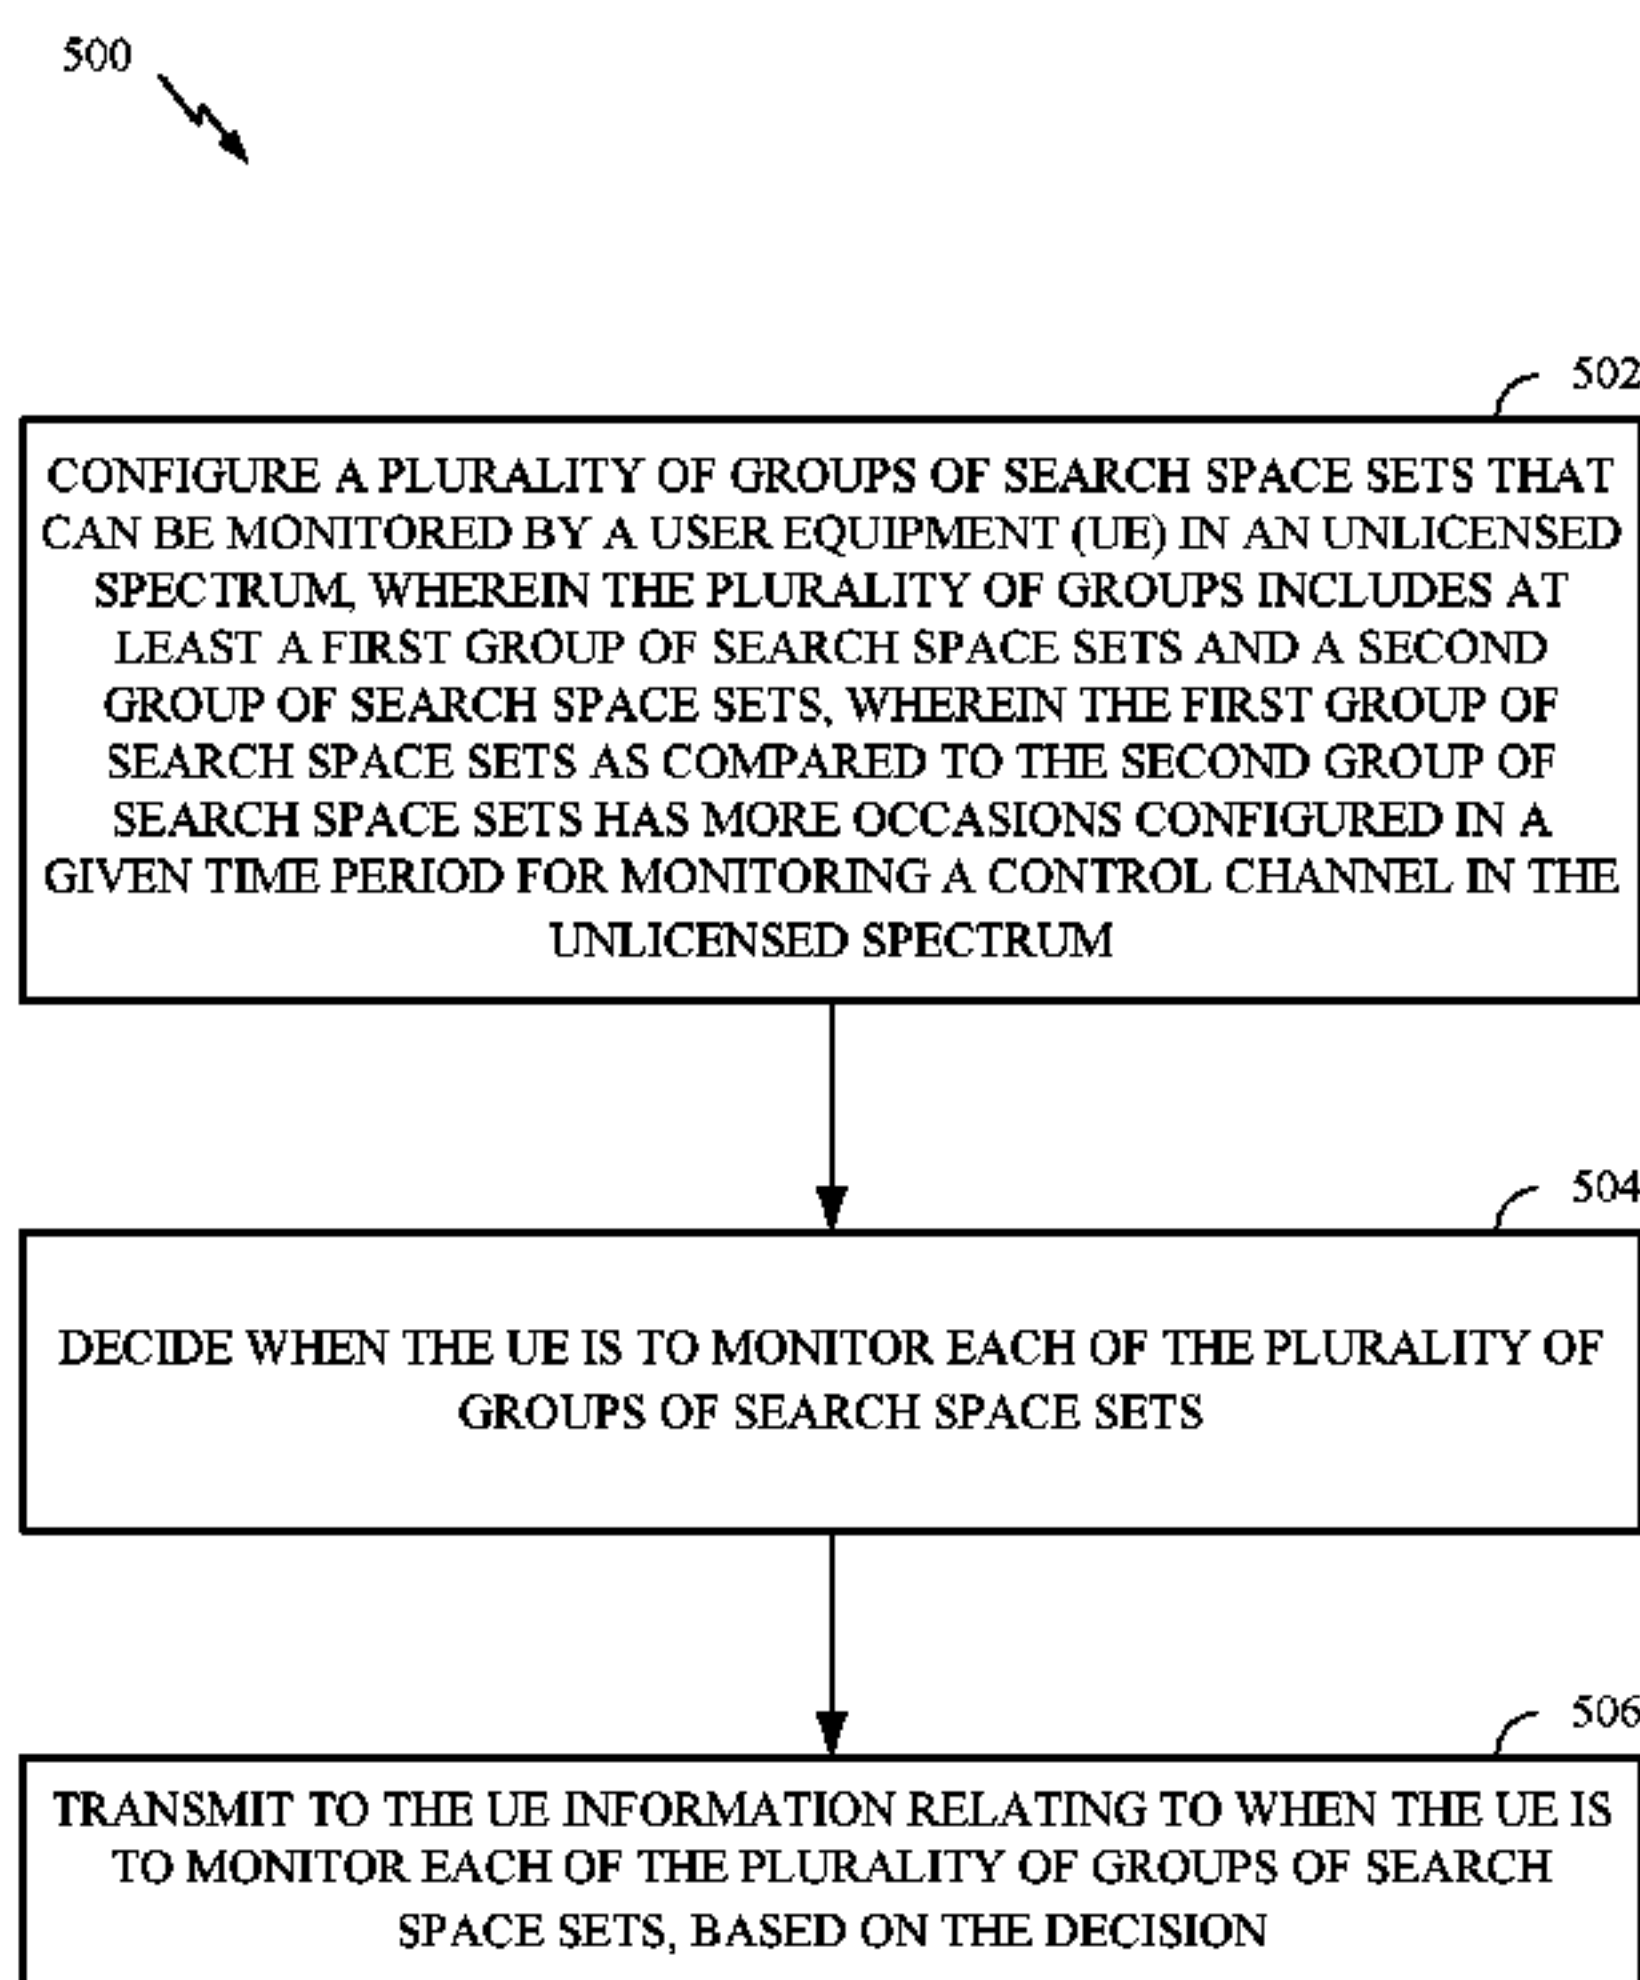 500
502
CONFIGURE A PLURALITY OF GROUPS OF SEARCH SPACE SETS THAT
CAN BE MONITORED BY A USER EQUIPMENT (UE) IN AN UNLICENSED
SPECTRUM, WHEREIN THE PLURALITY OF GROUPS INCLUDES AT
LEAST A FIRST GROUP OF SEARCH SPACE SETS AND A SECOND
GROUP OF SEARCH SPACE SETS, WHEREIN THE FIRST GROUP OF
SEARCH SPACE SETS AS COMPARED TO THE SECOND GROUP OF
SEARCH SPACE SETS HAS MORE OCCASIONS CONFIGURED IN A
GIVEN TIME PERIOD FOR MONITORING A CONTROL CHANNEL IN THE
UNLICENSED SPECTRUM
504
DECIDE WHEN THE UE IS TO MONITOR EACH OF THE PLURALITY OF
GROUPS OF SEARCH SPACE SETS
506
TRANSMIT TO THE UE INFORMATION RELATING TO WHEN THE UE IS
TO MONITOR EACH OF THE PLURALITY OF GROUPS OF SEARCH
SPACE SETS, BASED ON THE DECISION